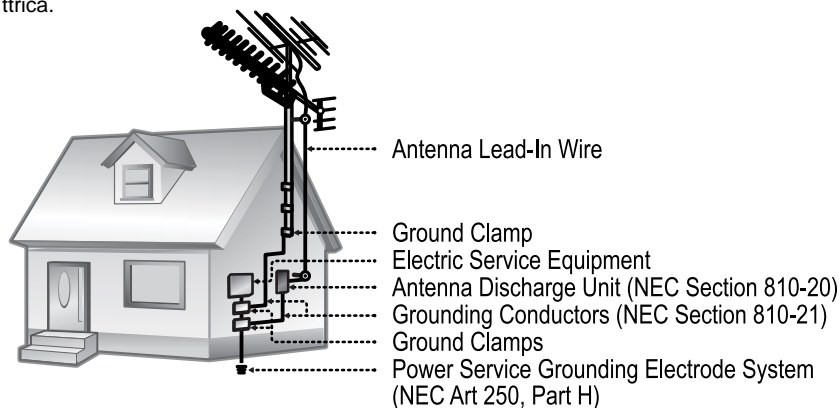 ttrica.
Antenna Lead-In Wire
Ground Clamp
Electric Service Equipment
Antenna Discharge Unit (NEC Section 810-20)
Grounding Conductors (NEC Section 810-21)
Ground Clamps
Power Service Grounding Electrode System
(NEC Art 250, Part H)